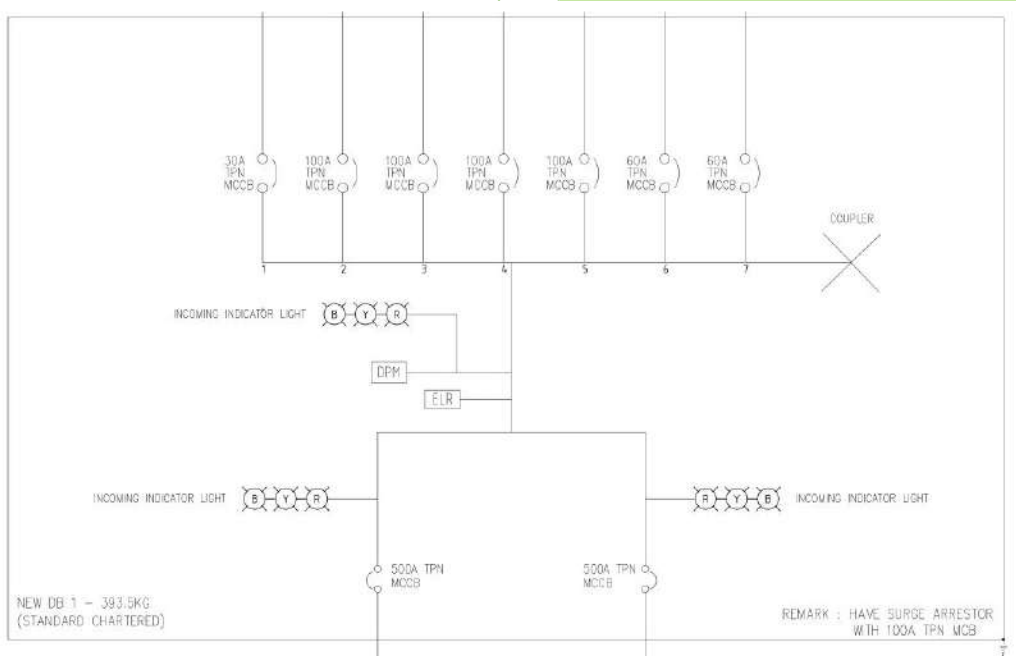 30A TPN MCCB
100A TPN MCCB
100A TPN MCCB
100A TPN MCCB
100A TPN MCCB
60A TPN MCCB
60A TPN MCCB
COUPLER
1 2 3 4 5 6 7
INCOMING INDICATOR LIGHT B Y R
DPM
ELR
INCOMING INDICATOR LIGHT B Y R
R Y B INCOMING INDICATOR LIGHT
500A TPN
MCCB
500A TPN
MCCB
NEW DB 1 - 393.5KG
(STANDARD CHARTERED)
REMARK : HAVE SURGE ARRESTOR
WITH 100A TPN MCB